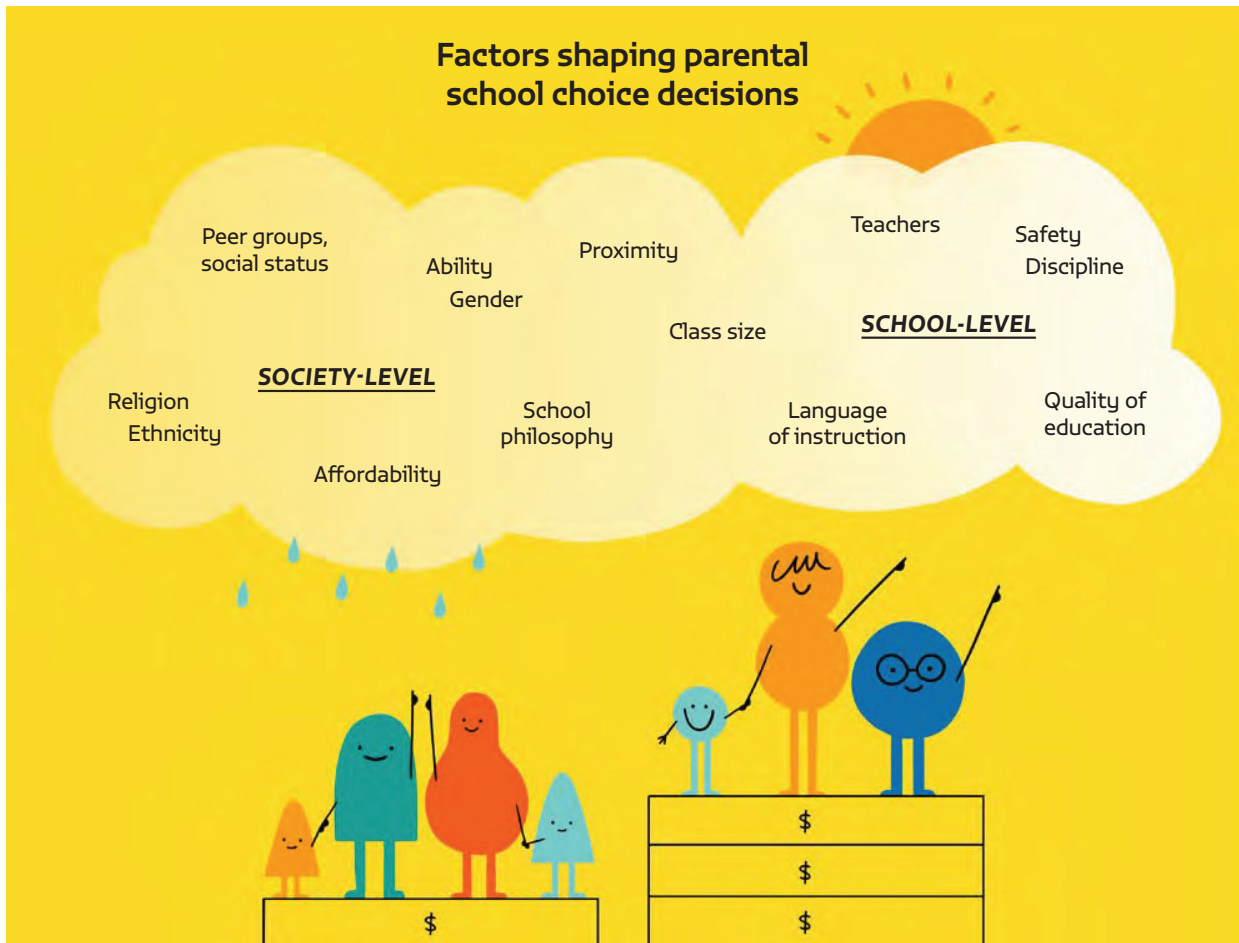 Factors shaping parental
school choice decisions
Peer groups,
social status
Ability
Gender
Proximity
Teachers
Safety
Discipline
Class size
SCHOOL-LEVEL
SOCIETY-LEVEL
Religion
Ethnicity
School
philosophy
Language
of instruction
Quality of
education
Affordability
$
$
$
$